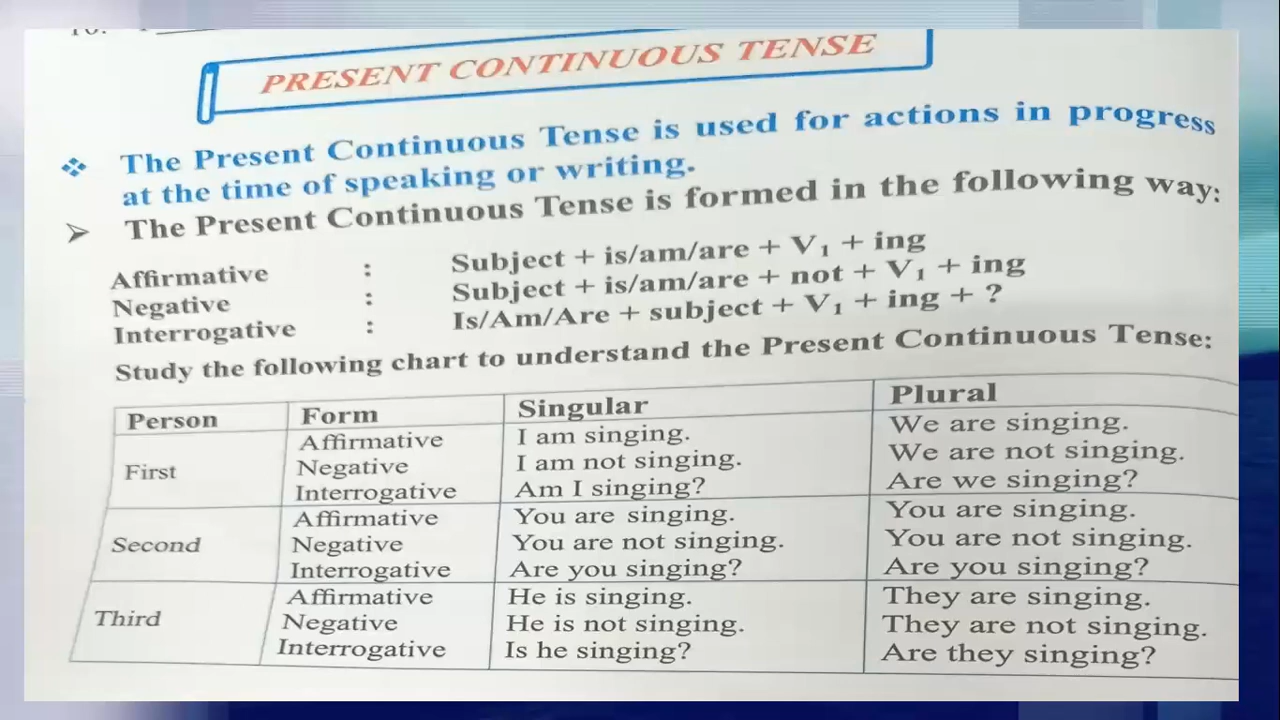 PRESENT CONTINUOUS TENSE
❖ The Present Continuous Tense is used for actions in progress
at the time of speaking or writing.
➢ The Present Continuous Tense is formed in the following way:
Affirmative : Subject + is/am/are + V₁ + ing
Negative : Subject + is/am/are + not + V₁ + ing
Interrogative : Is/Am/Are + subject + V₁ + ing + ?
Study the following chart to understand the Present Continuous Tense:
Person Form Singular Plural
Affirmative I am singing. We are singing.
First Negative I am not singing. We are not singing.
Interrogative Am I singing? Are we singing?
Affirmative You are singing. You are singing.
Second Negative You are not singing. You are not singing.
Interrogative Are you singing? Are you singing?
Affirmative He is singing. They are singing.
Third Negative He is not singing. They are not singing.
Interrogative Is he singing? Are they singing?